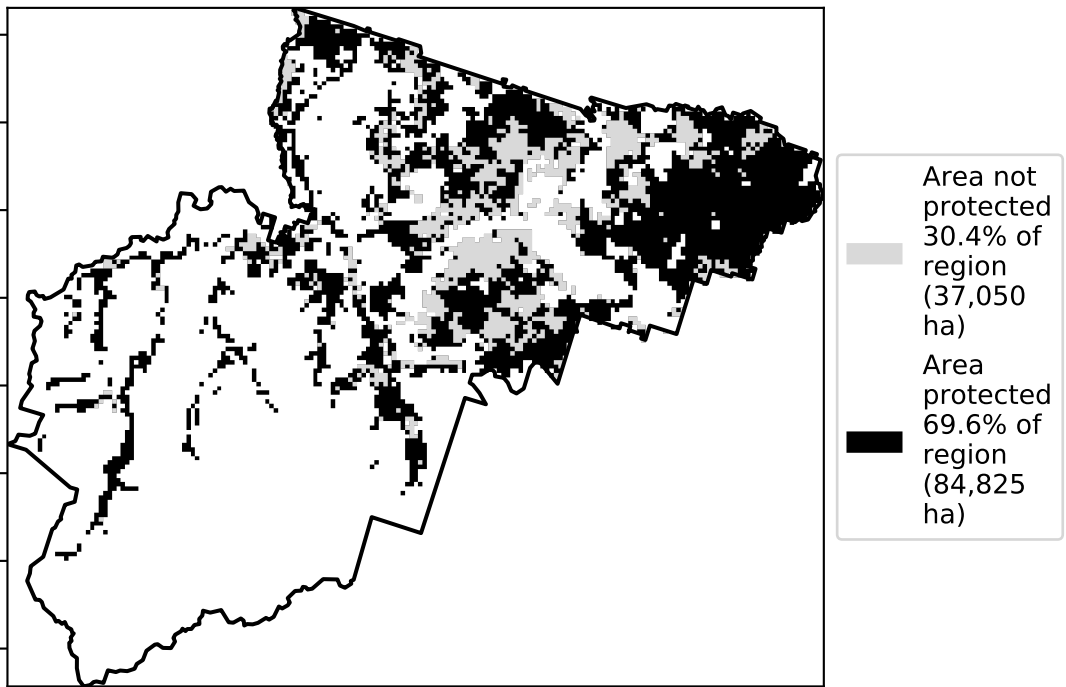 Area not
protected
30.4% of
region
(37,050
ha)
Area
protected
69.6% of
region
(84,825
ha)